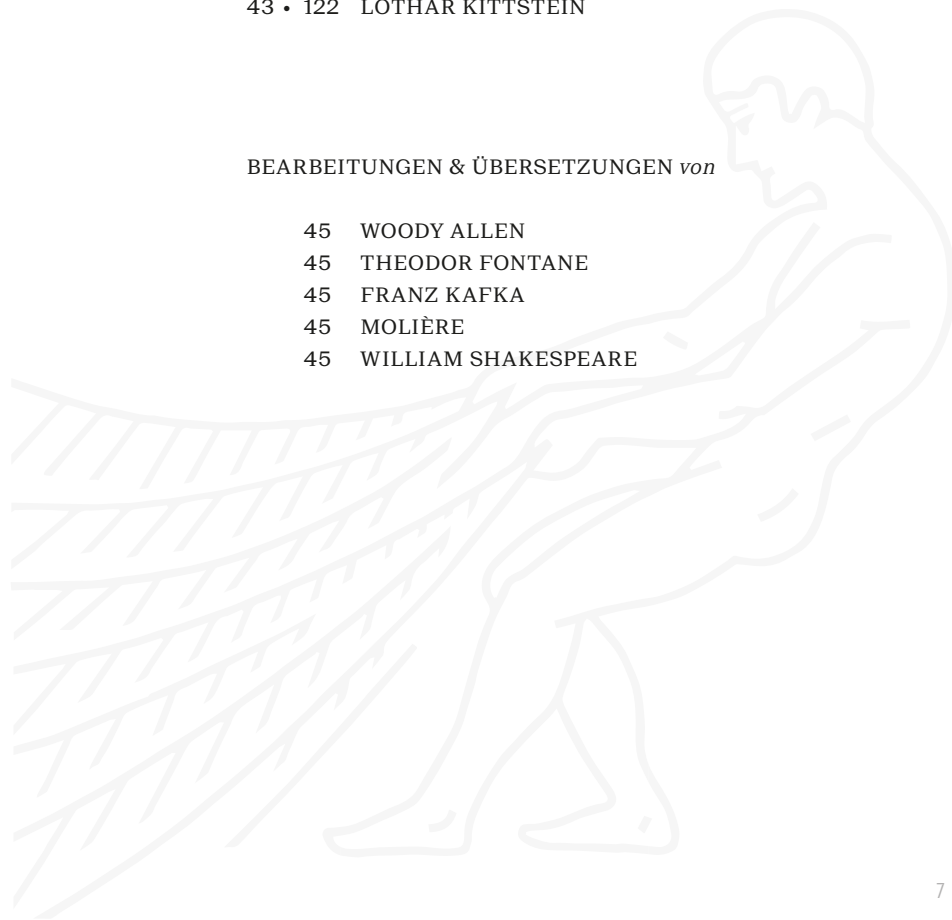 43 • 122 LOTHAR KITTSTEIN
BEARBEITUNGEN & ÜBERSETZUNGEN von
45 WOODY ALLEN
45 THEODOR FONTANE
45 FRANZ KAFKA
45 MOLIÈRE
45 WILLIAM SHAKESPEARE
7